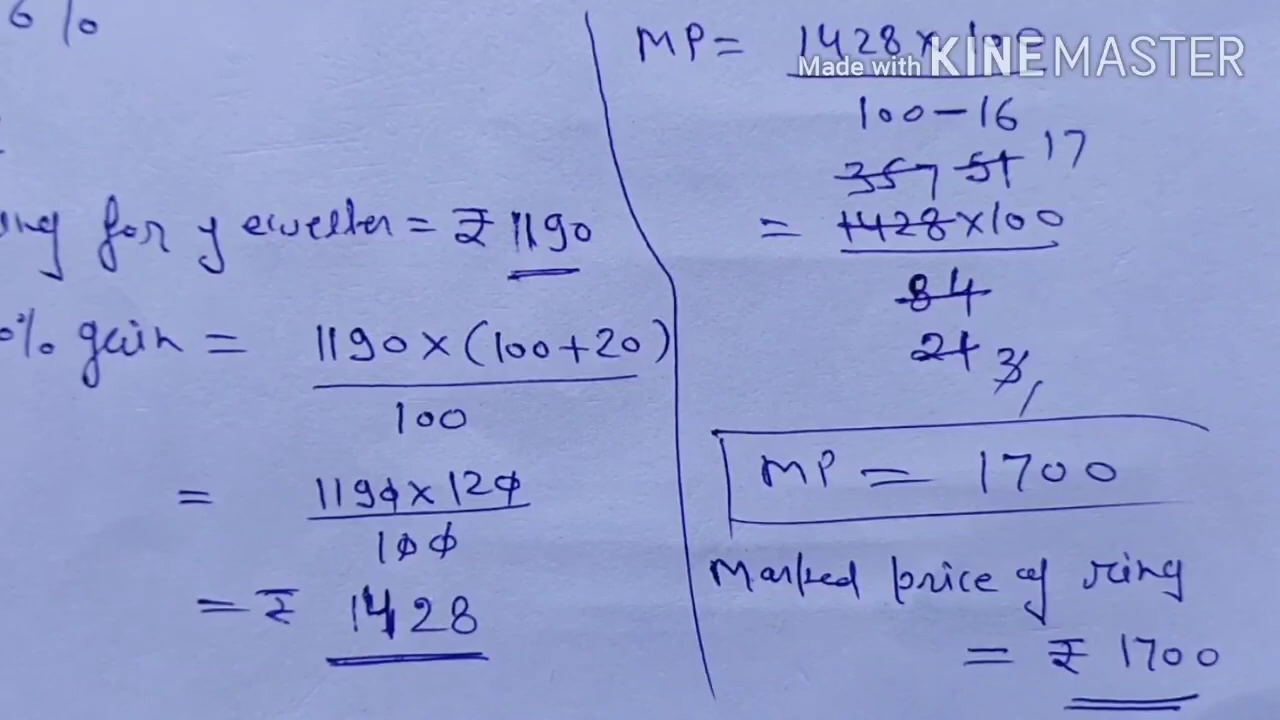 6%
ing for jeweller = ₹ 1190
0% gain = 1190 × (100+20)
100
= 1190 × 120
100
= ₹ 1428
MP = 1428 × 100
Made with KINEMASTER
100 - 16
357 51 17
= 1428 × 100
84
21 3
MP = 1700
Marked price of ring
= ₹ 1700